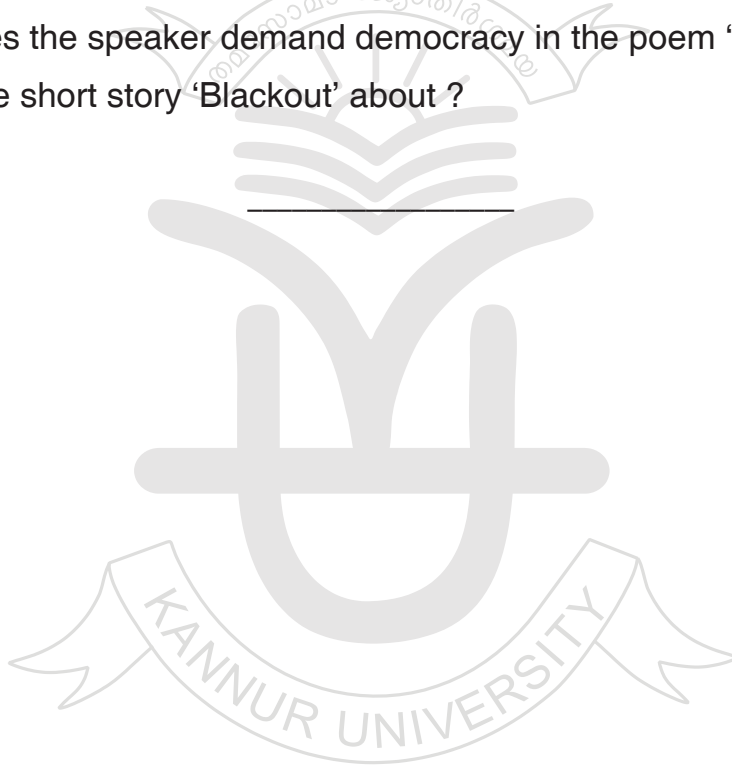 es the speaker demand democracy in the poem ‘
e short story ‘Blackout’ about ?
KANNUR UNIVERSITY